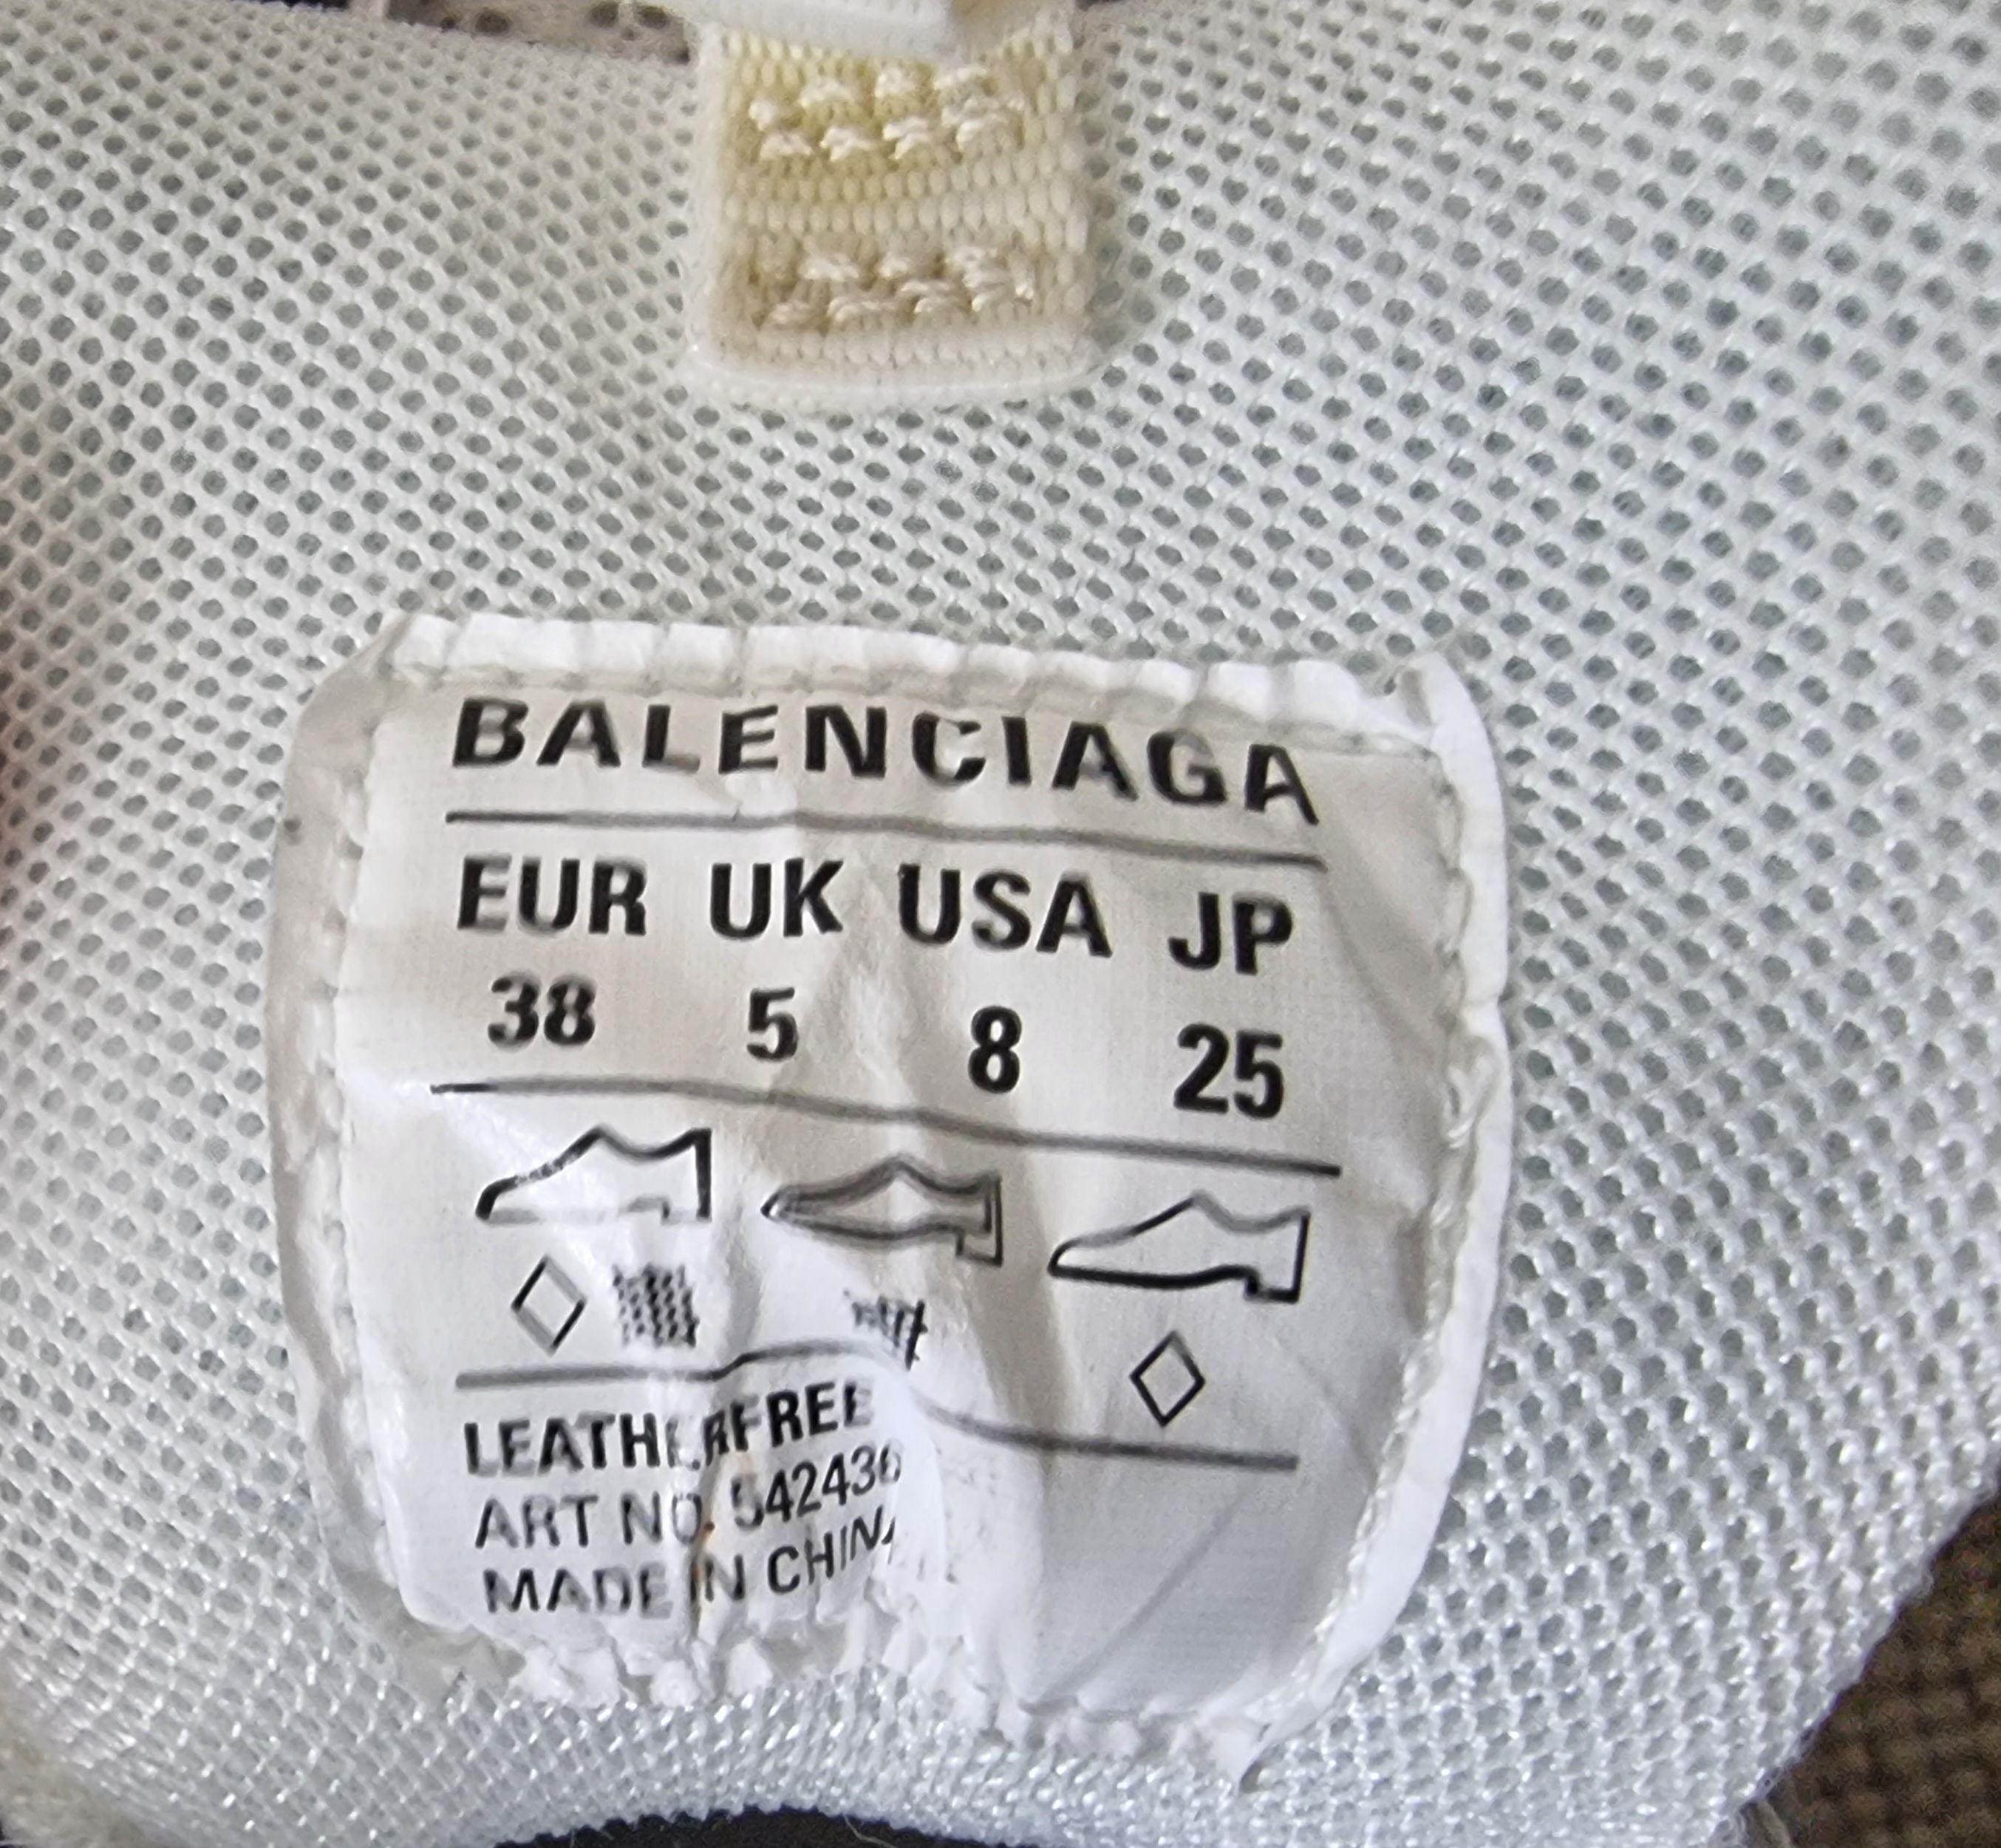 BALENCIAGA
EUR UK USA JP
38 5 8 25
LEATHERFREE
ART NO. 542436
MADE IN CHINA